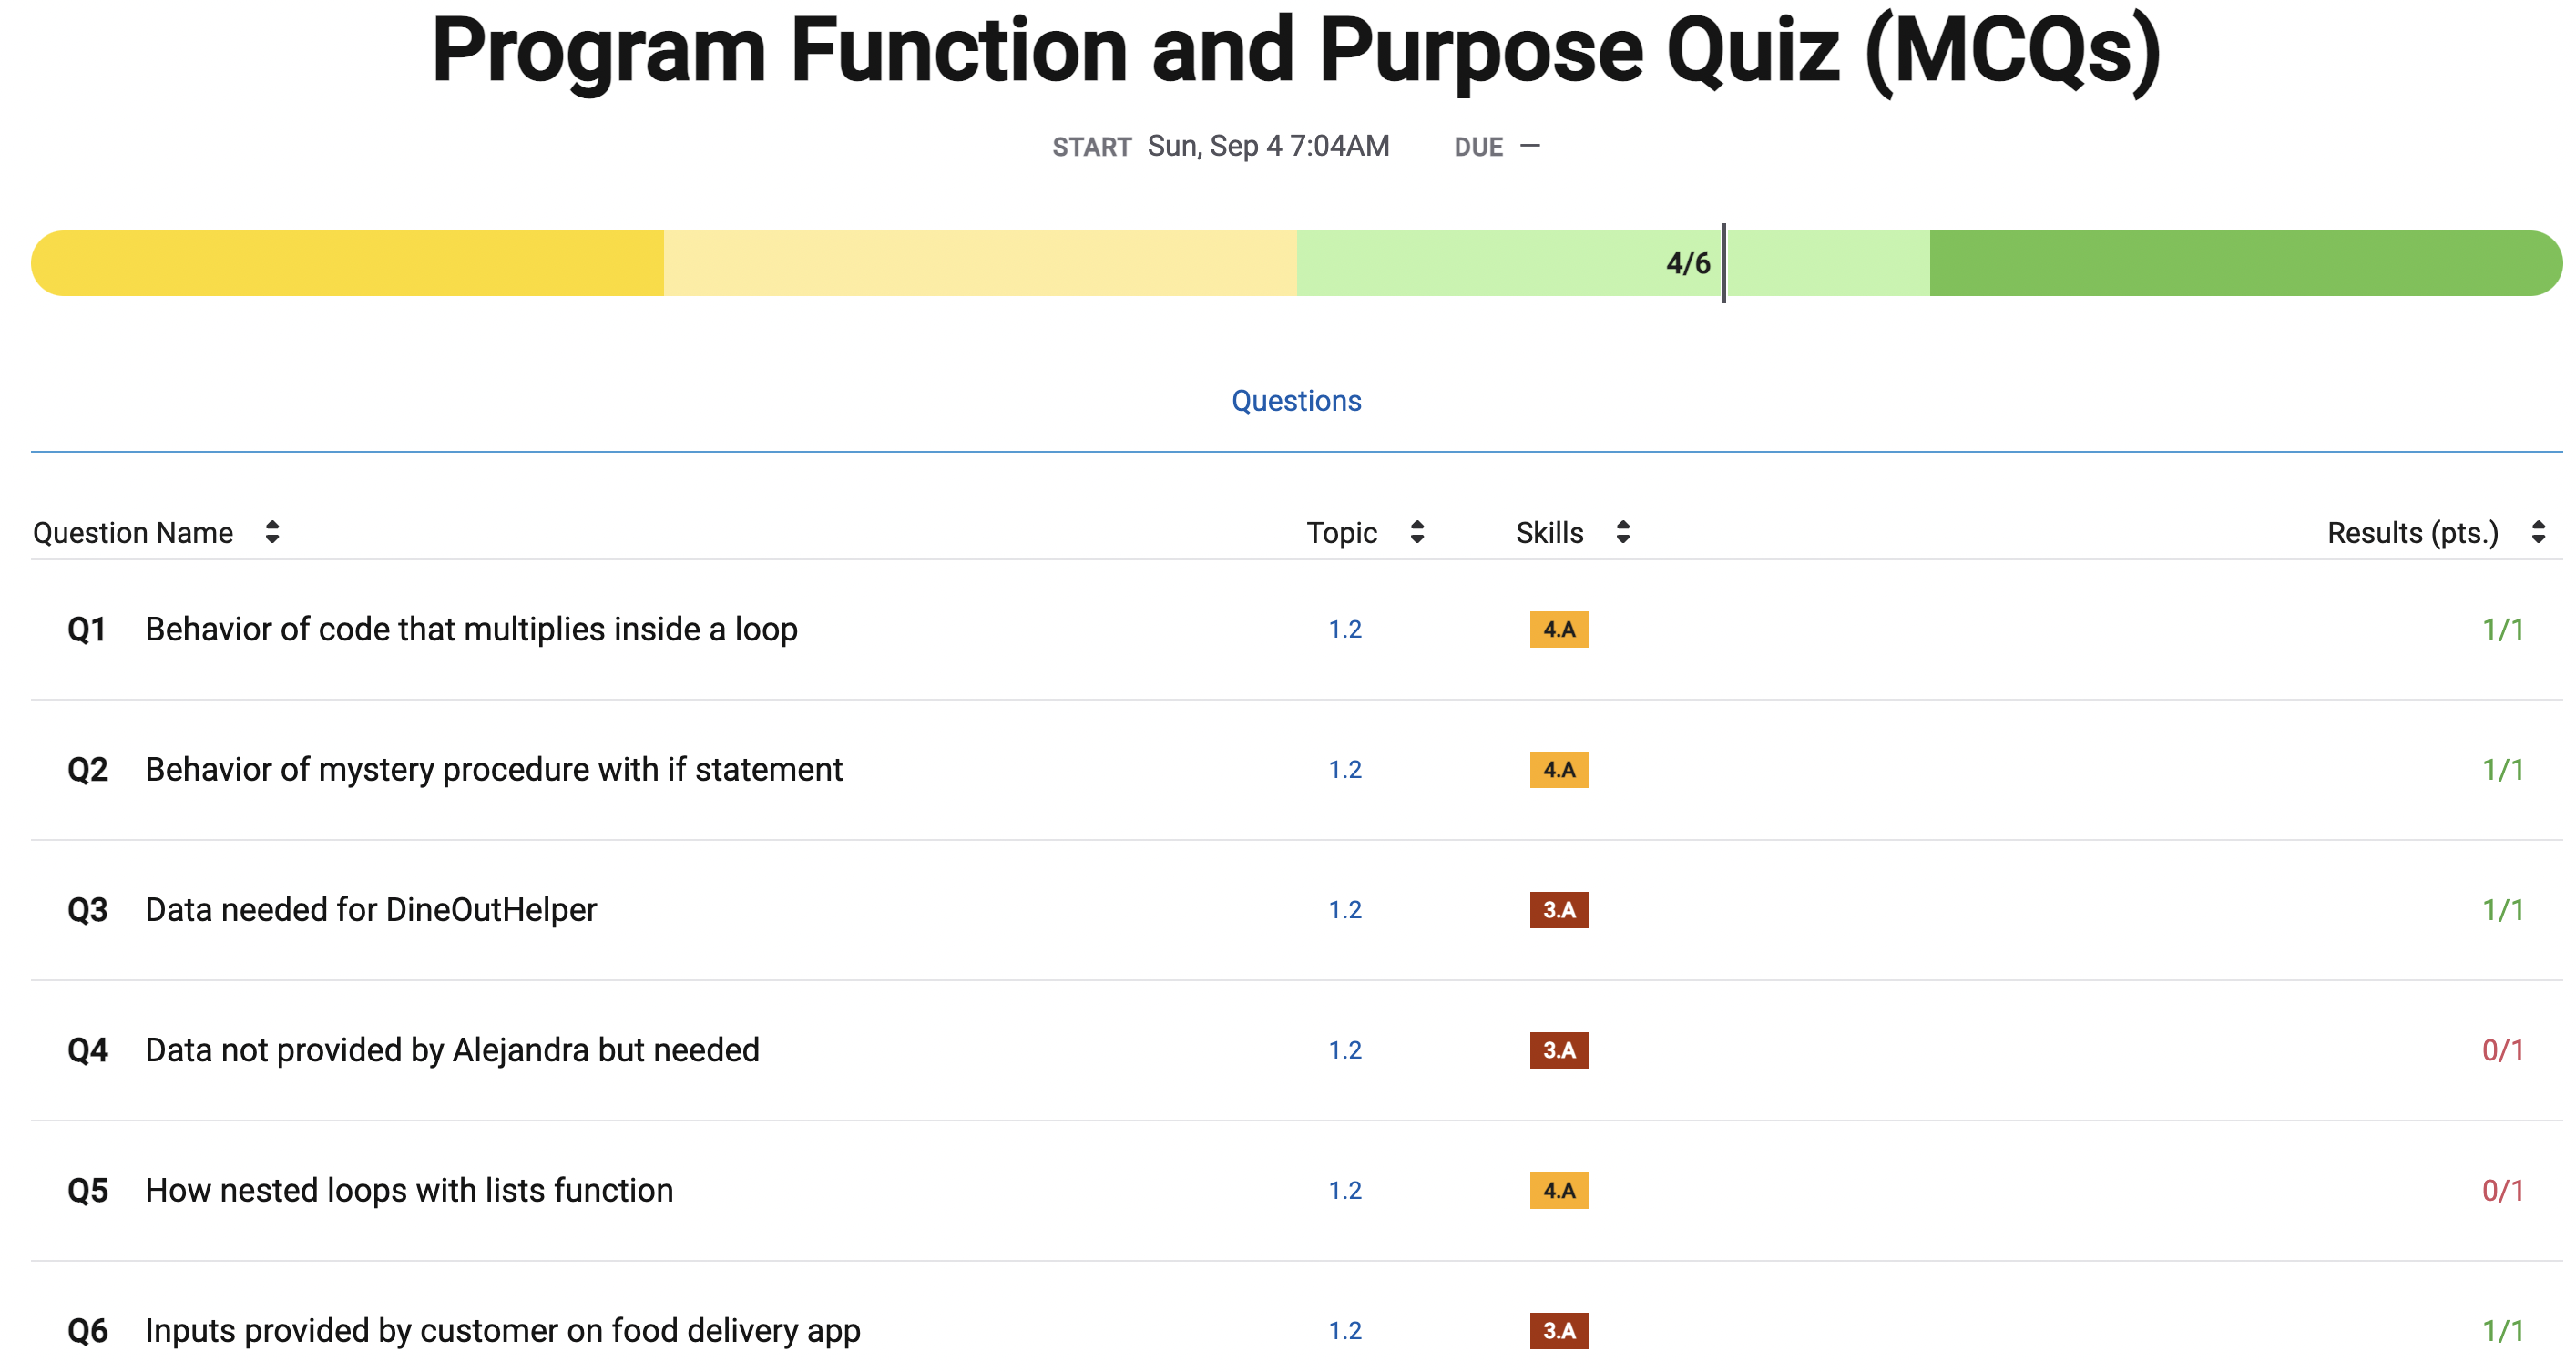 Program Function and Purpose Quiz (MCQs)
START Sun, Sep 4 7:04AM DUE —
4/6
Questions
Question Name Topic Skills Results (pts.)
Q1 Behavior of code that multiplies inside a loop 1.2 4.A 1/1
Q2 Behavior of mystery procedure with if statement 1.2 4.A 1/1
Q3 Data needed for DineOutHelper 1.2 3.A 1/1
Q4 Data not provided by Alejandra but needed 1.2 3.A 0/1
Q5 How nested loops with lists function 1.2 4.A 0/1
Q6 Inputs provided by customer on food delivery app 1.2 3.A 1/1